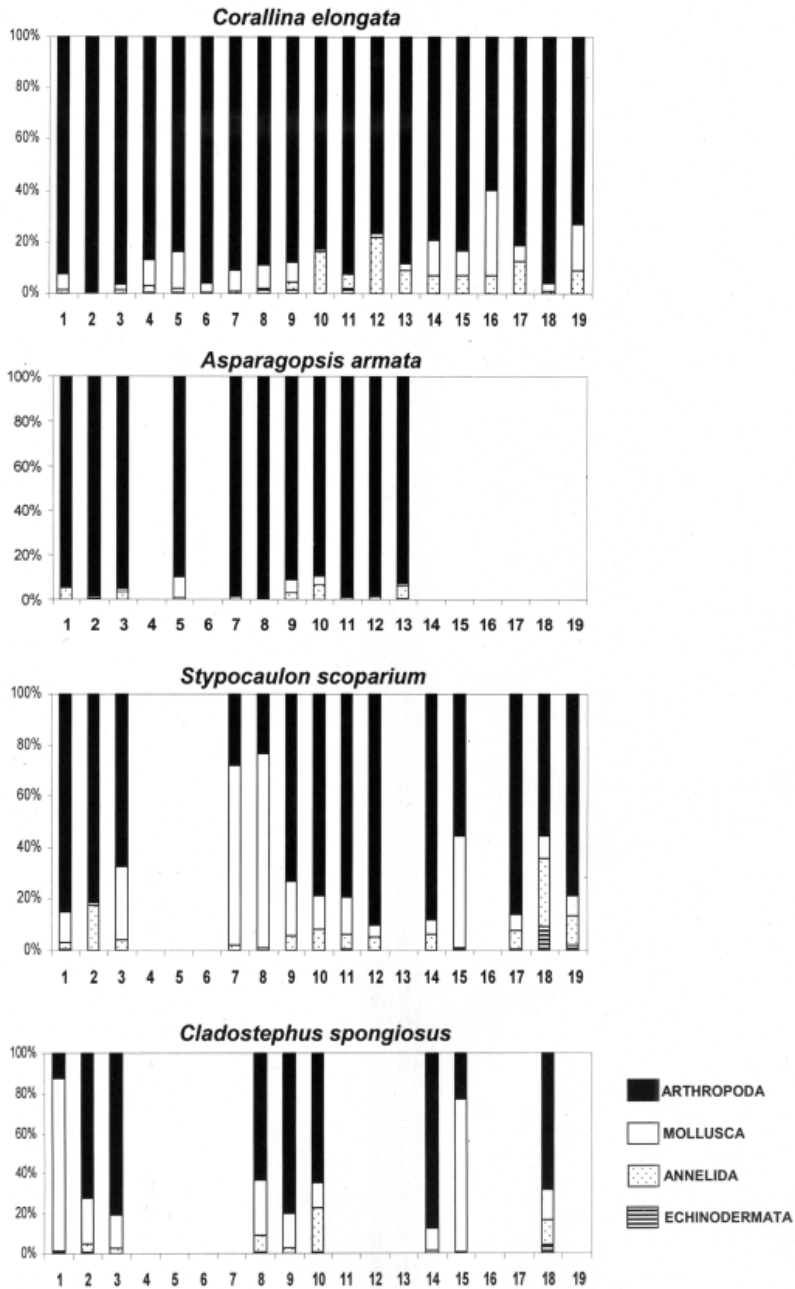 Corallina elongata
100%
80%
60%
40%
20%
0%
1 2 3 4 5 6 7 8 9 10 11 12 13 14 15 16 17 18 19
Asparagopsis armata
100%
80%
60%
40%
20%
0%
1 2 3 4 5 6 7 8 9 10 11 12 13 14 15 16 17 18 19
Stypocaulon scoparium
100%
80%
60%
40%
20%
0%
1 2 3 4 5 6 7 8 9 10 11 12 13 14 15 16 17 18 19
Cladostephus spongiosus
100%
80%
60%
40%
20%
0%
1 2 3 4 5 6 7 8 9 10 11 12 13 14 15 16 17 18 19
ARTHROPODA
MOLLUSCA
ANNELIDA
ECHINODERMATA